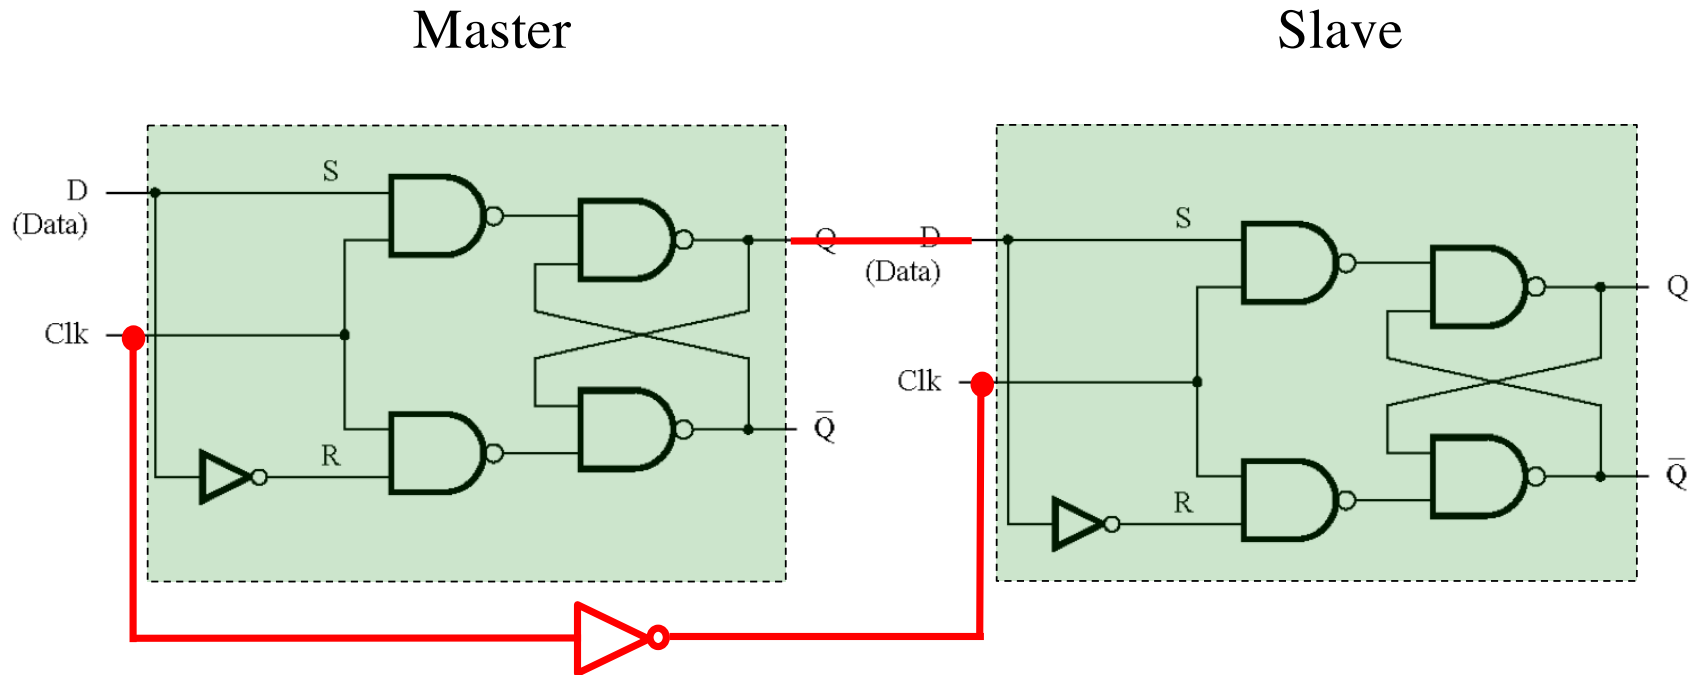 Master
Slave
D
(Data)
S
Clk
R
Q
Q̅
D
(Data)
S
Clk
R
Q
Q̅